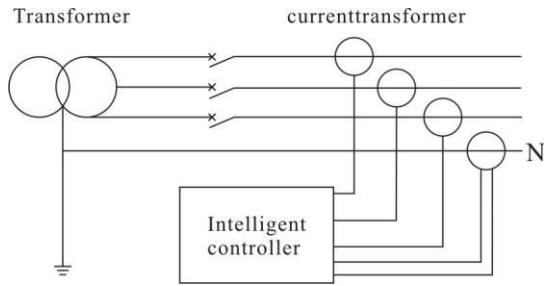 Transformer
currenttransformer
N
Intelligent
controller